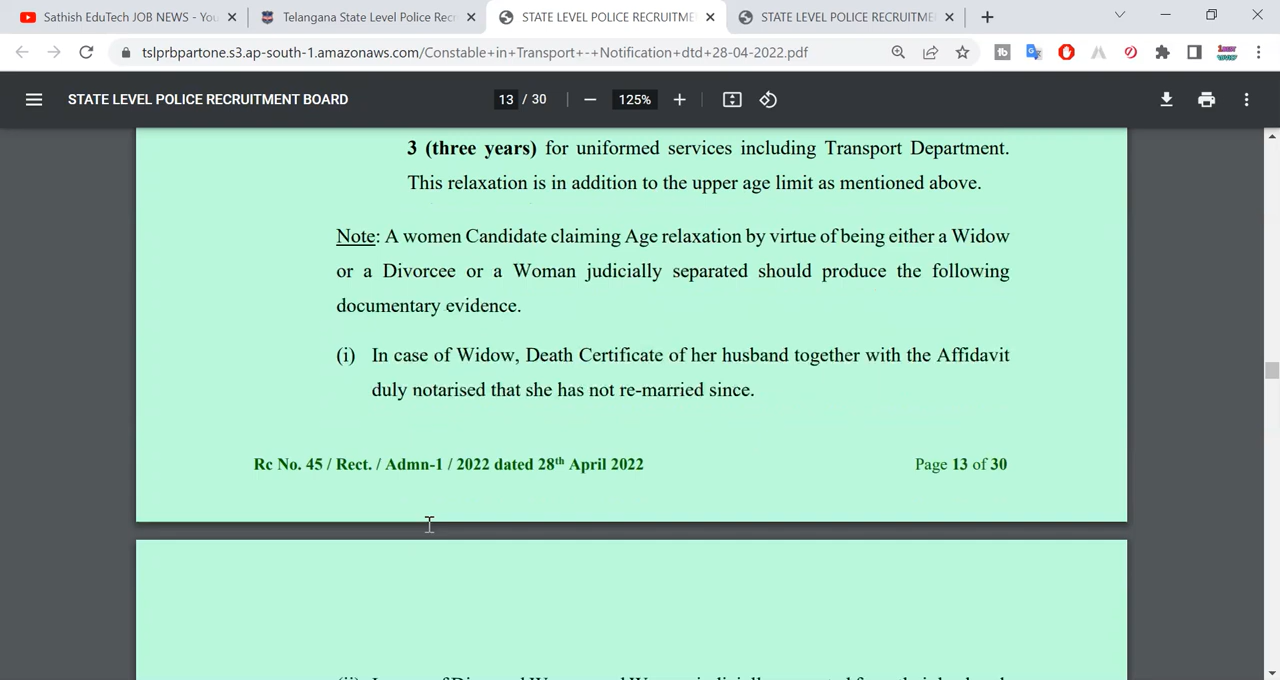 Sathish EduTech JOB NEWS - You
Telangana State Level Police Recr
STATE LEVEL POLICE RECRUITME
STATE LEVEL POLICE RECRUITME
tslprbpartone.s3.ap-south-1.amazonaws.com/Constable+in+Transport+-+Notification+dtd+28-04-2022.pdf
STATE LEVEL POLICE RECRUITMENT BOARD
13 / 30
125%
3 (three years) for uniformed services including Transport Department.
This relaxation is in addition to the upper age limit as mentioned above.
Note: A women Candidate claiming Age relaxation by virtue of being either a Widow
or a Divorcee or a Woman judicially separated should produce the following
documentary evidence.
(i) In case of Widow, Death Certificate of her husband together with the Affidavit
duly notarised that she has not re-married since.
Rc No. 45 / Rect. / Admn-1 / 2022 dated 28th April 2022
Page 13 of 30